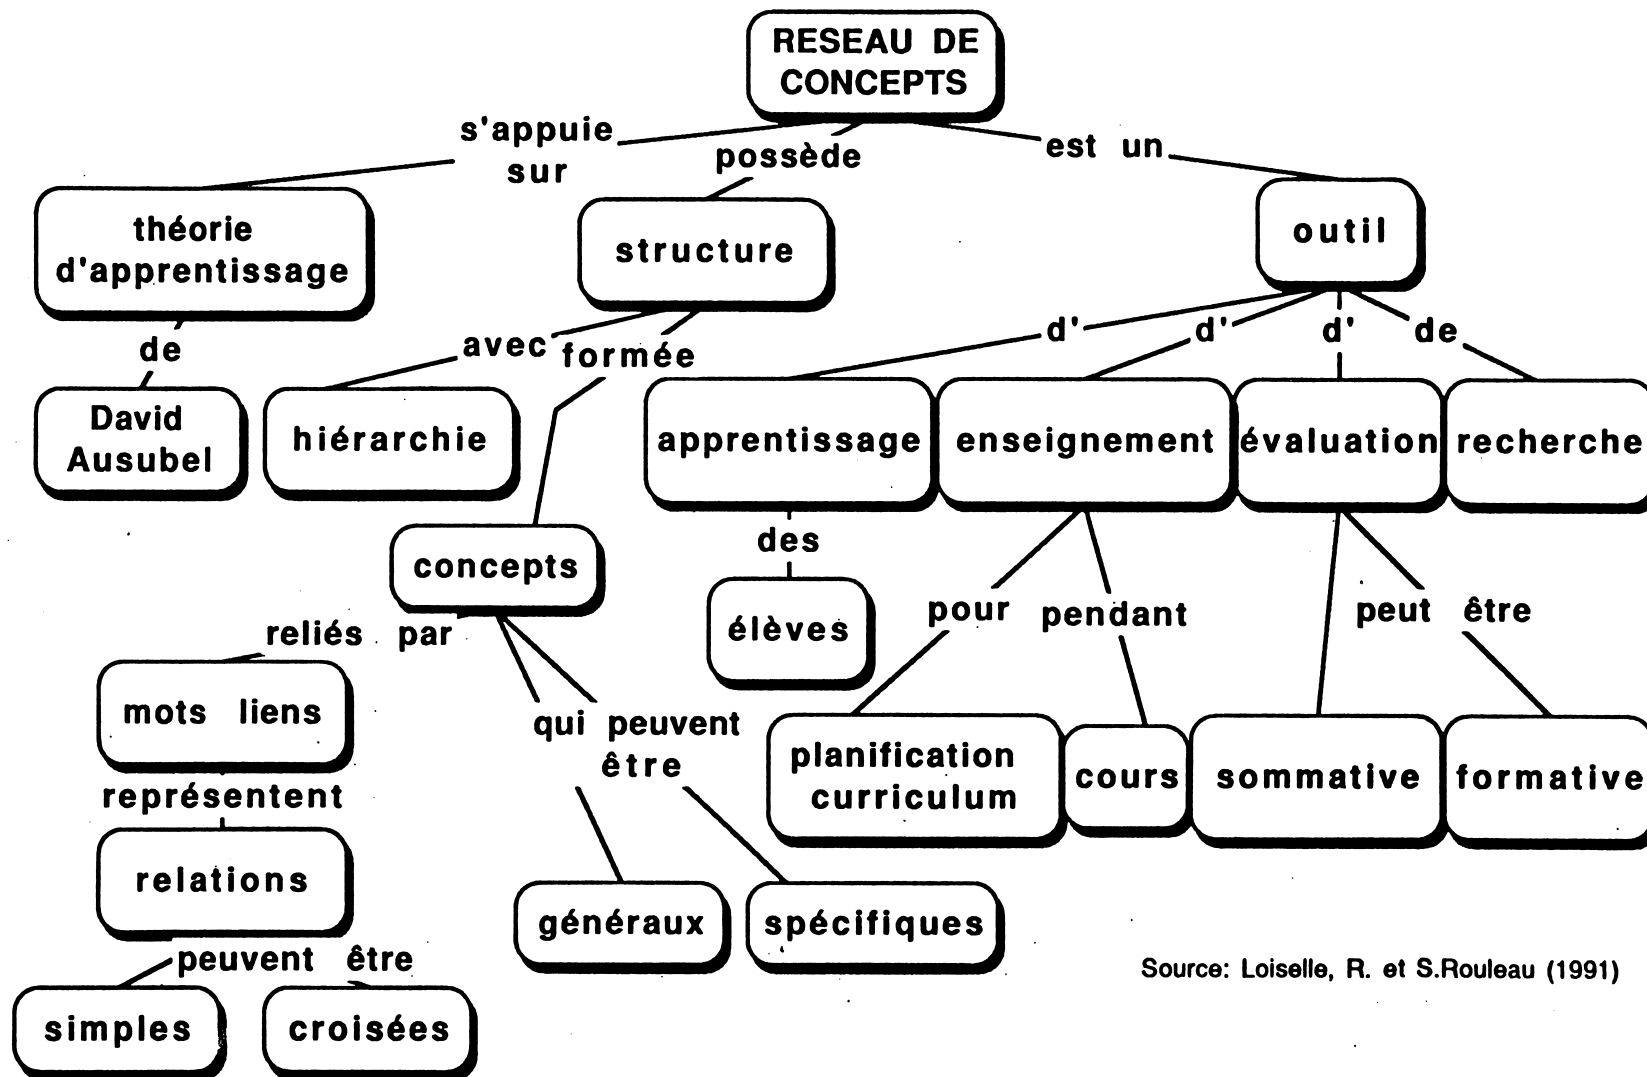 RESEAU DE
CONCEPTS
s'appuie
sur
possède
est un
théorie
d'apprentissage
structure
outil
de
avec
formée
d'
d'
d'
de
David
Ausubel
hiérarchie
apprentissage
enseignement
évaluation
recherche
concepts
des
élèves
pour
pendant
peut être
reliés par
mots liens
qui peuvent
être
planification
curriculum
cours
sommative
formative
représentent
relations
généraux
spécifiques
peuvent être
simples
croisées
Source: Loiselle, R. et S.Rouleau (1991)